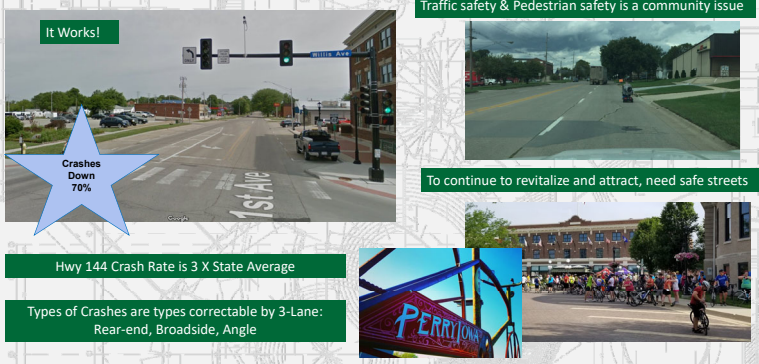 Traffic safety & Pedestrian safety is a community issue
It Works!
Willis Ave
1st Ave
Google
Crashes
Down
70%
To continue to revitalize and attract, need safe streets
Hwy 144 Crash Rate is 3 X State Average
Types of Crashes are types correctable by 3-Lane:
Rear-end, Broadside, Angle
PERRY IOWA